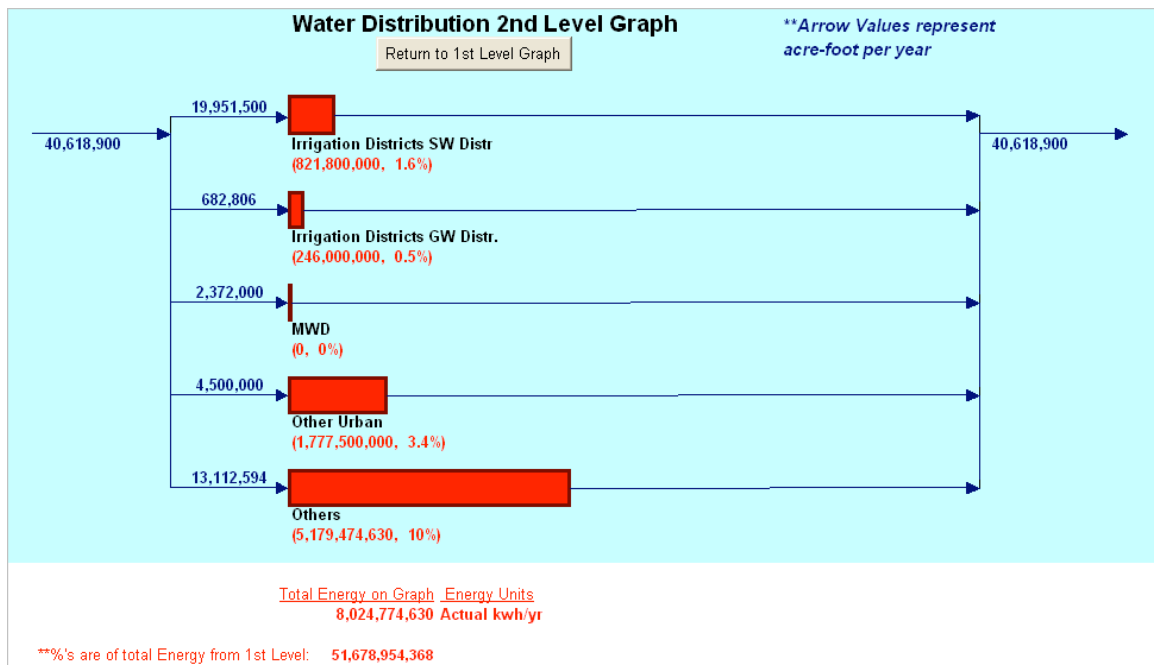 Water Distribution 2nd Level Graph
**Arrow Values represent
acre-foot per year
Return to 1st Level Graph
19,951,500
40,618,900
40,618,900
Irrigation Districts SW Distr
(821,800,000, 1.6%)
682,806
Irrigation Districts GW Distr.
(246,000,000, 0.5%)
2,372,000
MWD
(0, 0%)
4,500,000
Other Urban
(1,777,500,000, 3.4%)
13,112,594
Others
(5,179,474,630, 10%)
Total Energy on Graph Energy Units
8,024,774,630 Actual kwh/yr
**%'s are of total Energy from 1st Level: 51,678,954,368